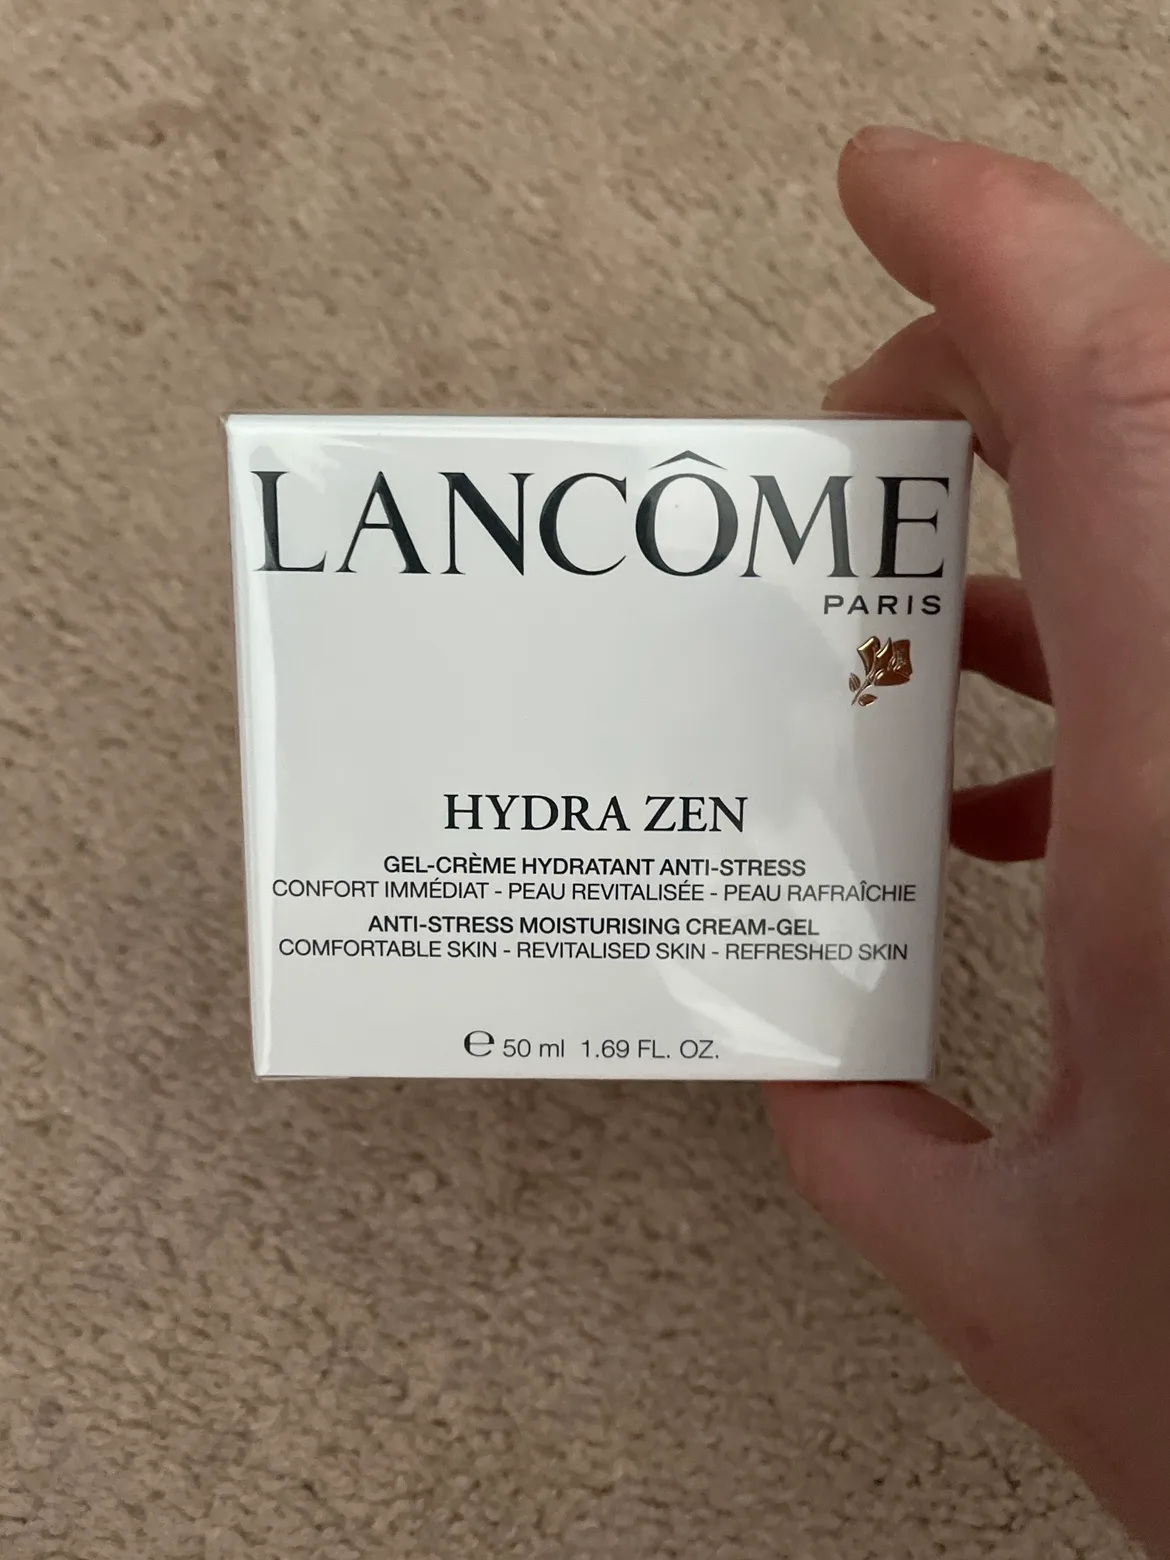 LANCÔME
PARIS
HYDRA ZEN
GEL-CRÈME HYDRATANT ANTI-STRESS
CONFORT IMMÉDIAT - PEAU REVITALISÉE - PEAU RAFRAÎCHIE
ANTI-STRESS MOISTURISING CREAM-GEL
COMFORTABLE SKIN - REVITALISED SKIN - REFRESHED SKIN
℮ 50 ml 1.69 FL. OZ.